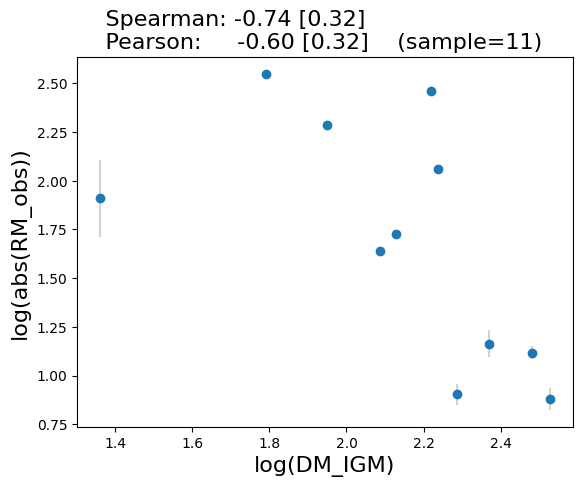 Spearman: -0.74 [0.32]
Pearson: -0.60 [0.32] (sample=11)
2.50
2.25
2.00
1.75
1.50
1.25
1.00
0.75
log(abs(RM_obs))
1.4 1.6 1.8 2.0 2.2 2.4
log(DM_IGM)